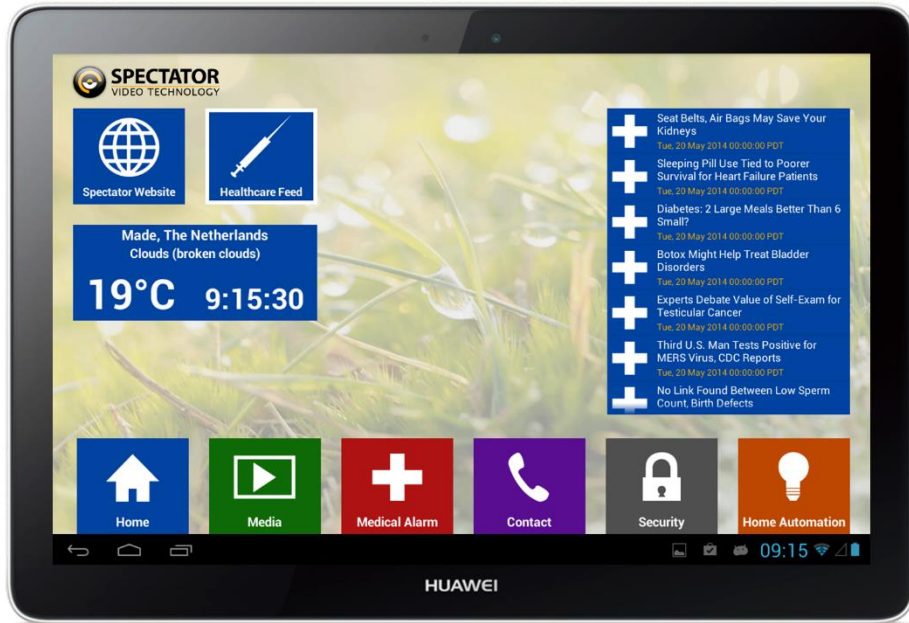 SPECTATOR
VIDEO TECHNOLOGY
Spectator Website
Healthcare Feed
Made, The Netherlands
Clouds (broken clouds)
19°C
9:15:30
Seat Belts, Air Bags May Save Your
Kidneys
Tue, 20 May 2014 00:00:00 PDT
Sleeping Pill Use Tied to Poorer
Survival for Heart Failure Patients
Tue, 20 May 2014 00:00:00 PDT
Diabetes: 2 Large Meals Better Than 6
Small?
Tue, 20 May 2014 00:00:00 PDT
Botox Might Help Treat Bladder
Disorders
Tue, 20 May 2014 00:00:00 PDT
Experts Debate Value of Self-Exam for
Testicular Cancer
Tue, 20 May 2014 00:00:00 PDT
Third U.S. Man Tests Positive for
MERS Virus, CDC Reports
Tue, 20 May 2014 00:00:00 PDT
No Link Found Between Low Sperm
Count, Birth Defects
Home
Media
Medical Alarm
Contact
Security
Home Automation
09:15
HUAWEI